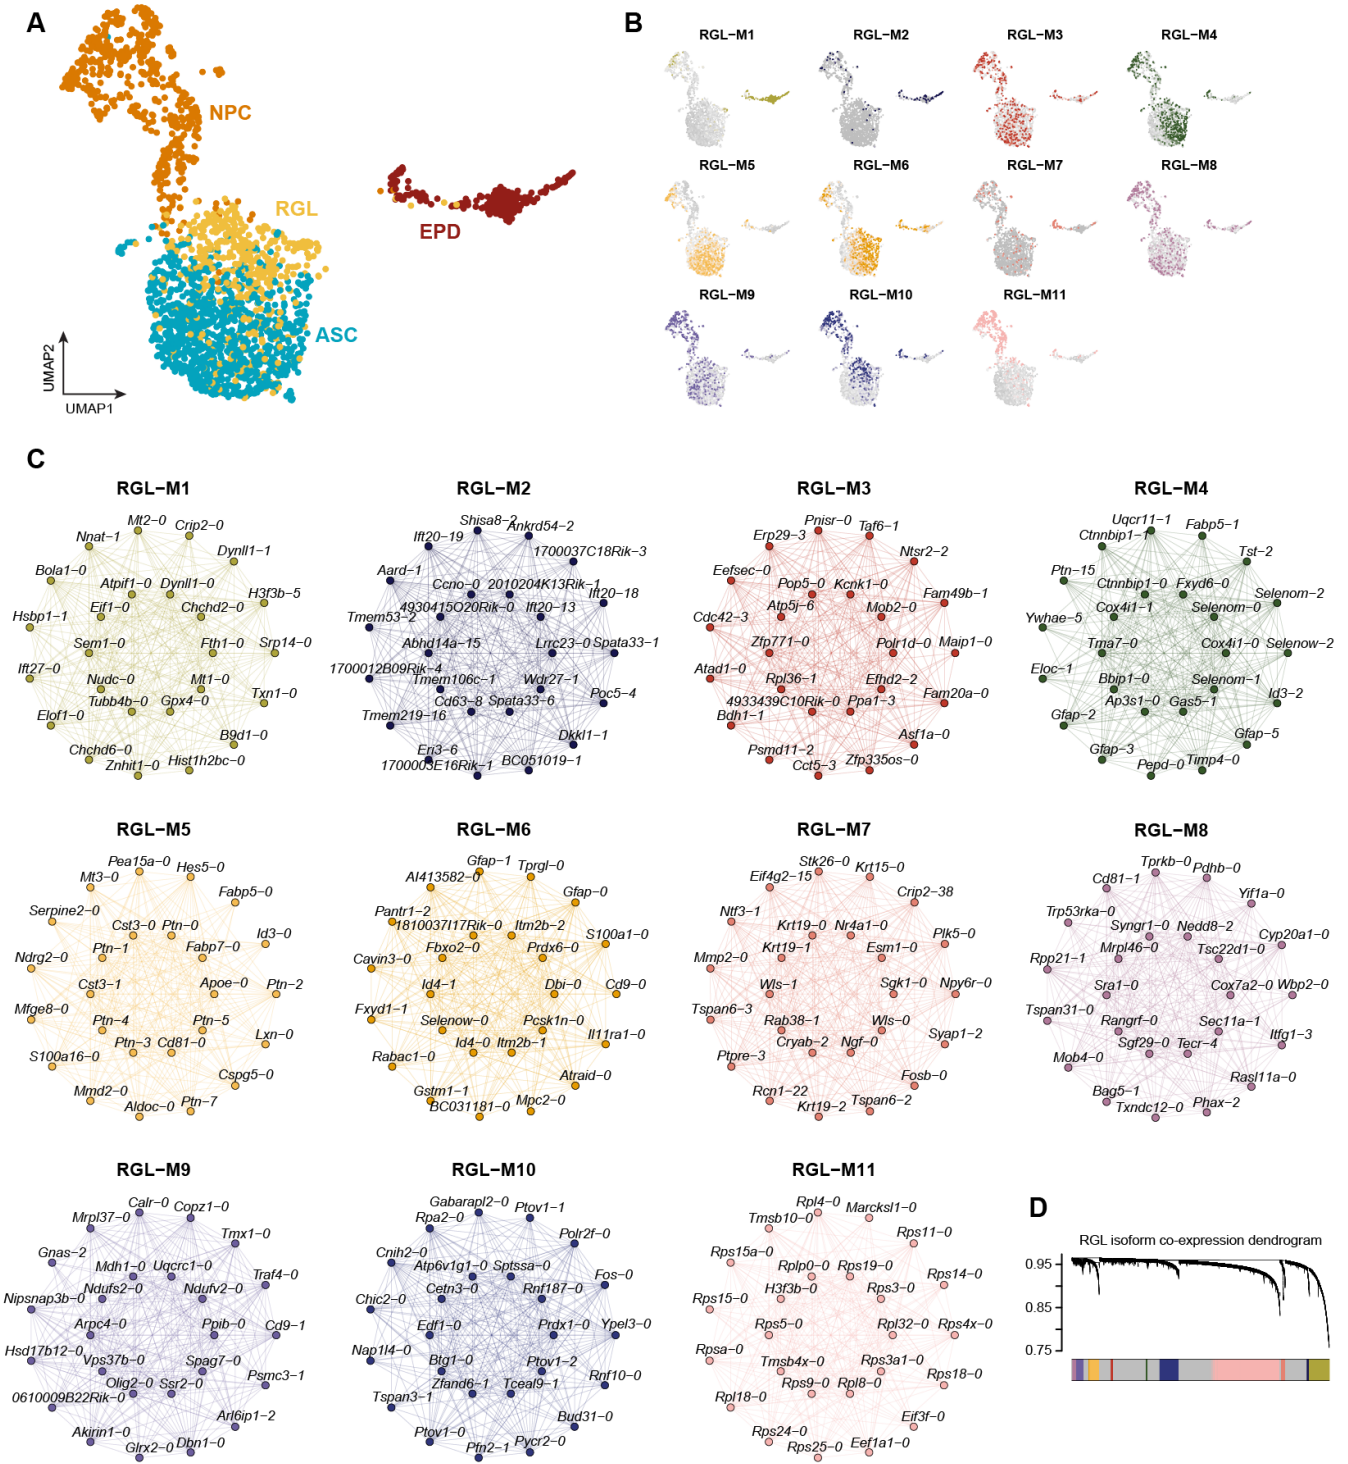 A
NPC
RGL
EPD
ASC
UMAP2
UMAP1
B
RGL−M1
RGL−M2
RGL−M3
RGL−M4
RGL−M5
RGL−M6
RGL−M7
RGL−M8
RGL−M9
RGL−M10
RGL−M11
C
RGL−M1
Mt2−0
Crip2−0
Nnat−1
Dynll1−1
Bola1−0
Atpif1−0
Dynll1−0
H3f3b−5
Hsbp1−1
Eif1−0
Chchd2−0
Sem1−0
Fth1−0
Srp14−0
Ift27−0
Nudc−0
Mt1−0
Tubb4b−0
Gpx4−0
Txn1−0
Elof1−0
B9d1−0
Chchd6−0
Znhit1−0
Hist1h2bc−0
RGL−M2
Shisa8−2
Ankrd54−2
Ift20−19
1700037C18Rik−3
Aard−1
Ccno−0
2010204K13Rik−1
Ift20−18
4930415O20Rik−0
Ift20−13
Tmem53−2
Abhd14a−15
Lrrc23−0
Spata33−1
1700012B09Rik−4
Tmem106c−1
Wdr27−1
Poc5−4
Cd63−8
Spata33−6
Tmem219−16
Dkkl1−1
Eri3−6
1700003E16Rik−1
BC051019−1
RGL−M3
Pnisr−0
Taf6−1
Erp29−3
Ntsr2−2
Eefsec−0
Pop5−0
Kcnk1−0
Fam49b−1
Cdc42−3
Atp5j−6
Mob2−0
Zfp771−0
Polr1d−0
Maip1−0
Atad1−0
Rpl36−1
Efhd2−2
4933439C10Rik−0
Ppa1−3
Fam20a−0
Bdh1−1
Asf1a−0
Psmd11−2
Cct5−3
Zfp335os−0
RGL−M4
Uqcr11−1
Fabp5−1
Ctnnbip1−1
Tst−2
Ptn−15
Ctnnbip1−0
Fxyd6−0
Selenom−2
Ywhae−5
Cox4i1−1
Selenom−0
Trna7−0
Cox4i1−0
Selenow−2
Eloc−1
Bbip1−0
Selenom−1
Ap3s1−0
Gas5−1
Id3−2
Gfap−2
Gfap−5
Gfap−3
Pepd−0
Timp4−0
RGL−M5
Pea15a−0
Hes5−0
Mt3−0
Fabp5−0
Serpine2−0
Cst3−0
Ptn−0
Id3−0
Ndrg2−0
Ptn−1
Fabp7−0
Cst3−1
Apoe−0
Ptn−2
Mfge8−0
Ptn−4
Ptn−5
Ptn−3
Cd81−0
Lxn−0
S100a16−0
Cspg5−0
Mmd2−0
Aldoc−0
Ptn−7
RGL−M6
Gfap−1
Tprgl−0
AI413582−0
Gfap−0
Pantr1−2
1810037I17Rik−0
Itm2b−2
S100a1−0
Cavin3−0
Fbxo2−0
Prdx6−0
Id4−1
Dbi−0
Cd9−0
Fxyd1−1
Selenow−0
Pcsk1n−0
Id4−0
Itm2b−1
Il11ra1−0
Rabac1−0
Atraid−0
Gstm1−1
BC031181−0
Mpc2−0
RGL−M7
Stk26−0
Krt15−0
Eif4g2−15
Crip2−38
Ntf3−1
Krt19−0
Nr4a1−0
Plk5−0
Mmp2−0
Krt19−1
Esm1−0
Wls−1
Sgk1−0
Npy6r−0
Tspan6−3
Rab38−1
Wls−0
Cryab−2
Ngf−0
Syap1−2
Ptpre−3
Fosb−0
Rcn1−22
Krt19−2
Tspan6−2
RGL−M8
Tprkb−0
Pdhb−0
Cd81−1
Yif1a−0
Trp53rka−0
Syngr1−0
Nedd8−2
Cyp20a1−0
Rpp21−1
Mrpl46−0
Tsc22d1−0
Sra1−0
Cox7a2−0
Wbp2−0
Tspan31−0
Rangrf−0
Sec11a−1
Sgf29−0
Tecr−4
Itfg1−3
Mob4−0
Rasl11a−0
Bag5−1
Txndc12−0
Phax−2
RGL−M9
Calr−0
Copz1−0
Mrpl37−0
Tmx1−0
Gnas−2
Mdh1−0
Uqcrc1−0
Traf4−0
Nipsnap3b−0
Ndufs2−0
Ndufv2−0
Arpc4−0
Ppib−0
Cd9−1
Hsd17b12−0
Vps37b−0
Spag7−0
Olig2−0
Ssr2−0
Psmc3−1
0610009B22Rik−0
Arl6ip1−2
Akirin1−0
Glrx2−0
Dbn1−0
RGL−M10
Gabarapl2−0
Ptov1−1
Rpa2−0
Polr2f−0
Cnih2−0
Atp6v1g1−0
Sptssa−0
Fos−0
Chic2−0
Cetn3−0
Rnf187−0
Edf1−0
Prdx1−0
Ypel3−0
Nap1l4−0
Btg1−0
Ptov1−2
Zfand6−1
Tceal9−1
Rnf10−0
Tspan3−1
Bud31−0
Ptov1−0
Pfn2−1
Pycr2−0
RGL−M11
Rpl4−0
Marcksl1−0
Tmsb10−0
Rps11−0
Rps15a−0
Rplp0−0
Rps19−0
Rps14−0
Rps15−0
H3f3b−0
Rps3−0
Rps5−0
Rpl32−0
Rps4x−0
Rpsa−0
Tmsb4x−0
Rps3a1−0
Rps9−0
Rpl8−0
Rps18−0
Rpl18−0
Eif3f−0
Rps24−0
Rps25−0
Eef1a1−0
D
RGL isoform co-expression dendrogram
0.95
0.85
0.75